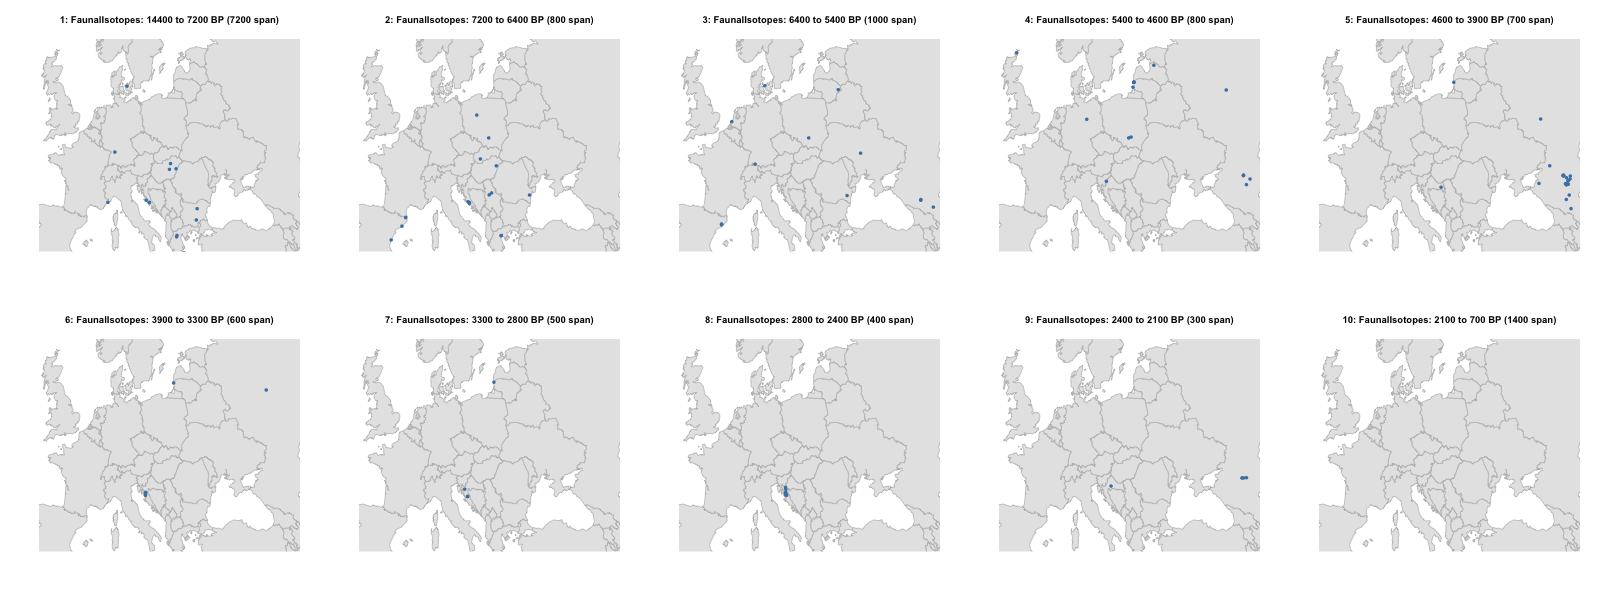 1: FaunalIsotopes: 14400 to 7200 BP (7200 span)
2: FaunalIsotopes: 7200 to 6400 BP (800 span)
3: FaunalIsotopes: 6400 to 5400 BP (1000 span)
4: FaunalIsotopes: 5400 to 4600 BP (800 span)
5: FaunalIsotopes: 4600 to 3900 BP (700 span)
6: FaunalIsotopes: 3900 to 3300 BP (600 span)
7: FaunalIsotopes: 3300 to 2800 BP (500 span)
8: FaunalIsotopes: 2800 to 2400 BP (400 span)
9: FaunalIsotopes: 2400 to 2100 BP (300 span)
10: FaunalIsotopes: 2100 to 700 BP (1400 span)